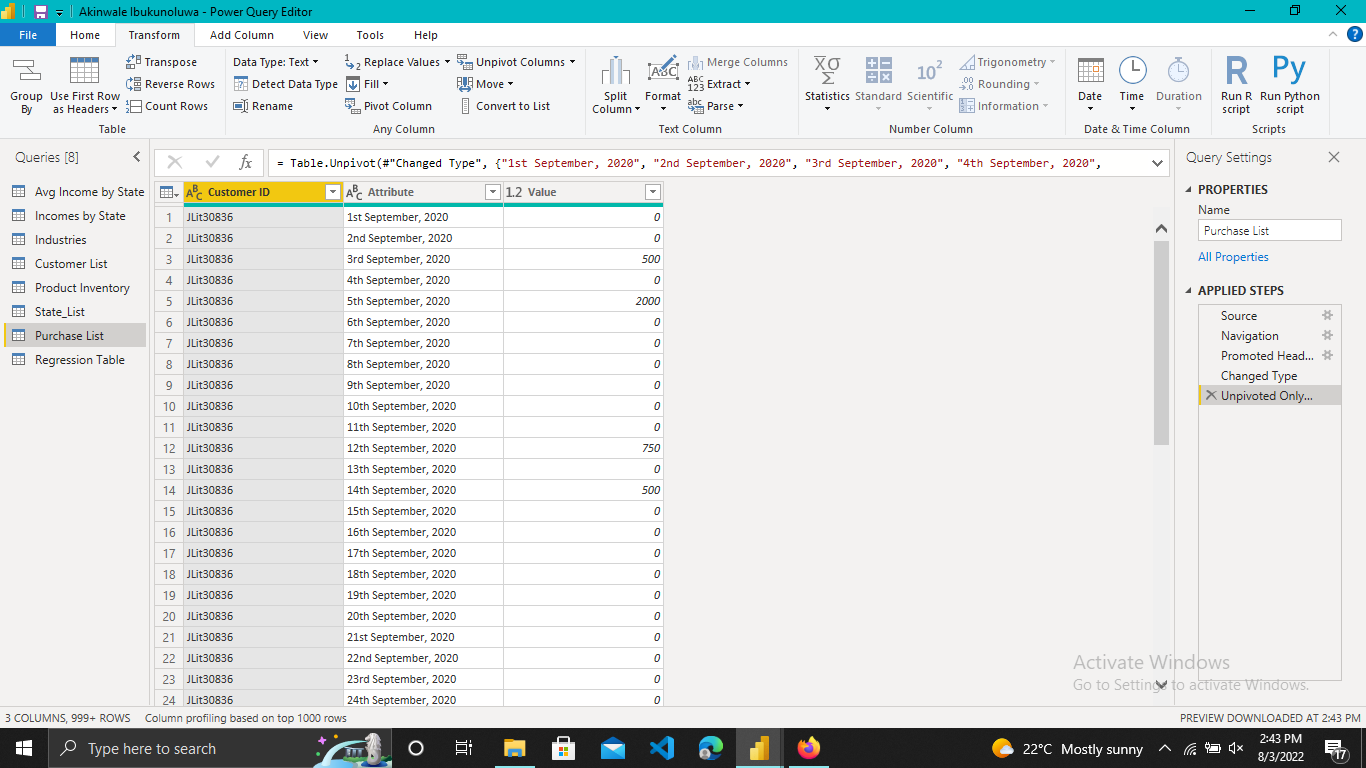 Akinwale Ibukunoluwa - Power Query Editor
File Home Transform Add Column View Tools Help
Group By
Use First Row as Headers
Transpose
Reverse Rows
Count Rows
Table
Data Type: Text
Detect Data Type
Rename
Replace Values
Fill
Pivot Column
Unpivot Columns
Move
Convert to List
Any Column
Split Column
Format
Merge Columns
Extract
Parse
Text Column
Statistics
Standard
Scientific
Trigonometry
Rounding
Information
Number Column
Date
Time
Duration
Date & Time Column
Run R script
Run Python script
Scripts
Queries [8]
Avg Income by State
Incomes by State
Industries
Customer List
Product Inventory
State_List
Purchase List
Regression Table
= Table.Unpivot(#"Changed Type", {"1st September, 2020", "2nd September, 2020", "3rd September, 2020", "4th September, 2020",
Customer ID Attribute 1.2 Value
1 JLit30836 1st September, 2020 0
2 JLit30836 2nd September, 2020 0
3 JLit30836 3rd September, 2020 500
4 JLit30836 4th September, 2020 0
5 JLit30836 5th September, 2020 2000
6 JLit30836 6th September, 2020 0
7 JLit30836 7th September, 2020 0
8 JLit30836 8th September, 2020 0
9 JLit30836 9th September, 2020 0
10 JLit30836 10th September, 2020 0
11 JLit30836 11th September, 2020 0
12 JLit30836 12th September, 2020 750
13 JLit30836 13th September, 2020 0
14 JLit30836 14th September, 2020 500
15 JLit30836 15th September, 2020 0
16 JLit30836 16th September, 2020 0
17 JLit30836 17th September, 2020 0
18 JLit30836 18th September, 2020 0
19 JLit30836 19th September, 2020 0
20 JLit30836 20th September, 2020 0
21 JLit30836 21st September, 2020 0
22 JLit30836 22nd September, 2020 0
23 JLit30836 23rd September, 2020 0
24 JLit30836 24th September, 2020 0
Query Settings
PROPERTIES
Name
Purchase List
All Properties
APPLIED STEPS
Source
Navigation
Promoted Head...
Changed Type
Unpivoted Only...
Activate Windows
Go to Settings to activate Windows.
3 COLUMNS, 999+ ROWS Column profiling based on top 1000 rows
PREVIEW DOWNLOADED AT 2:43 PM
Type here to search
22°C Mostly sunny
2:43 PM
8/3/2022
17